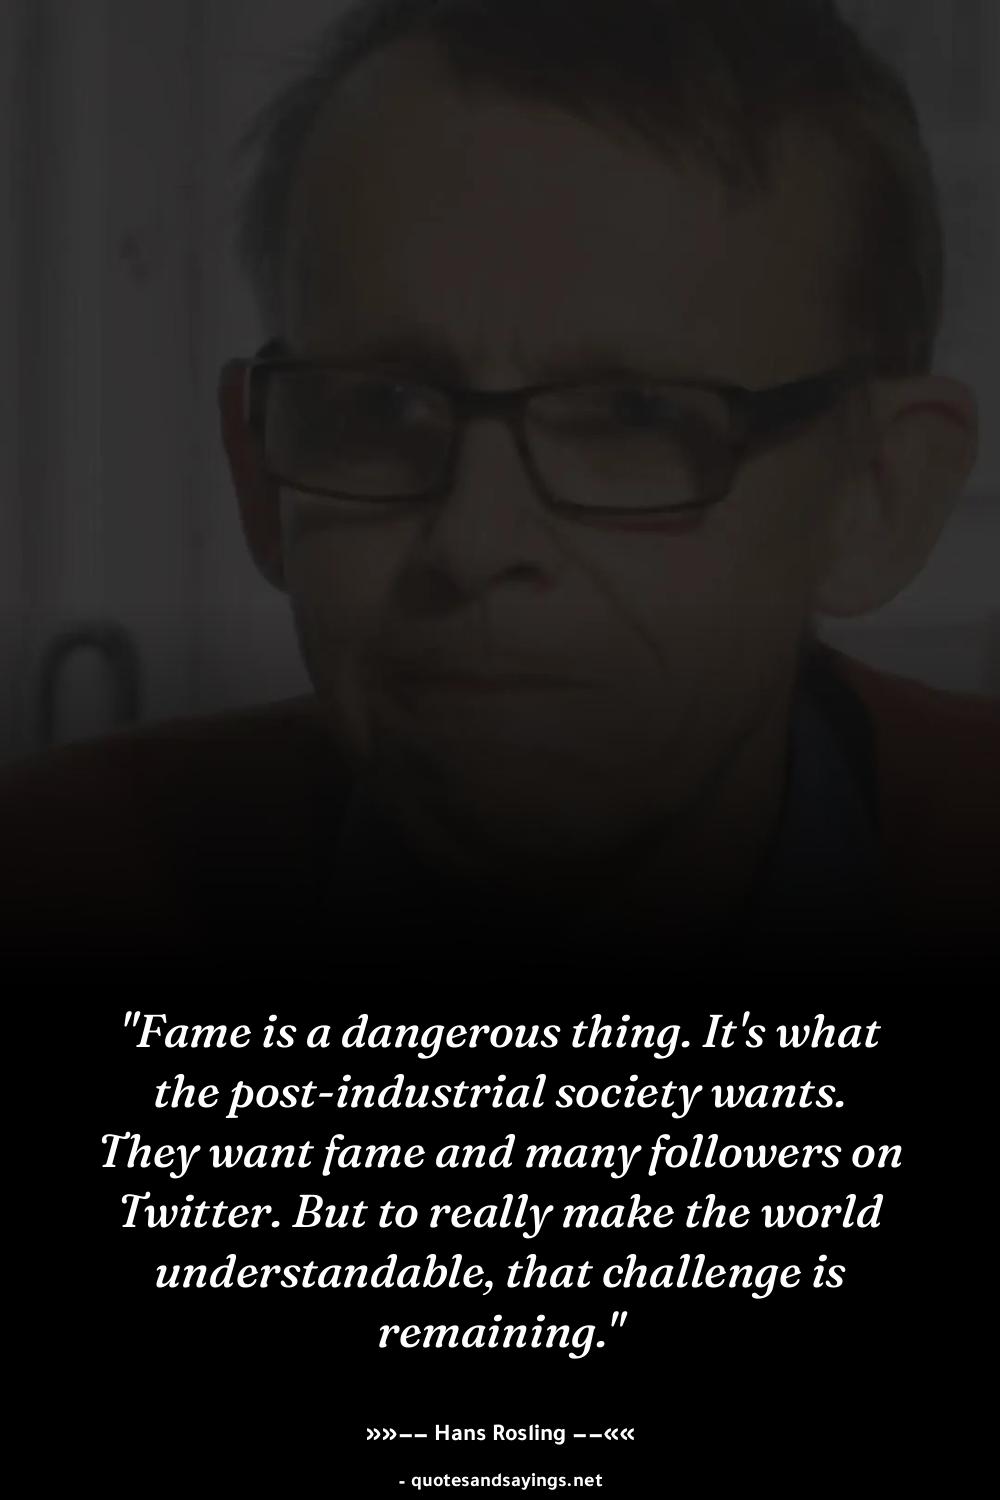 "Fame is a dangerous thing. It's what
the post-industrial society wants.
They want fame and many followers on
Twitter. But to really make the world
understandable, that challenge is
remaining."
»»–– Hans Rosling ––««
- quotesandsayings.net